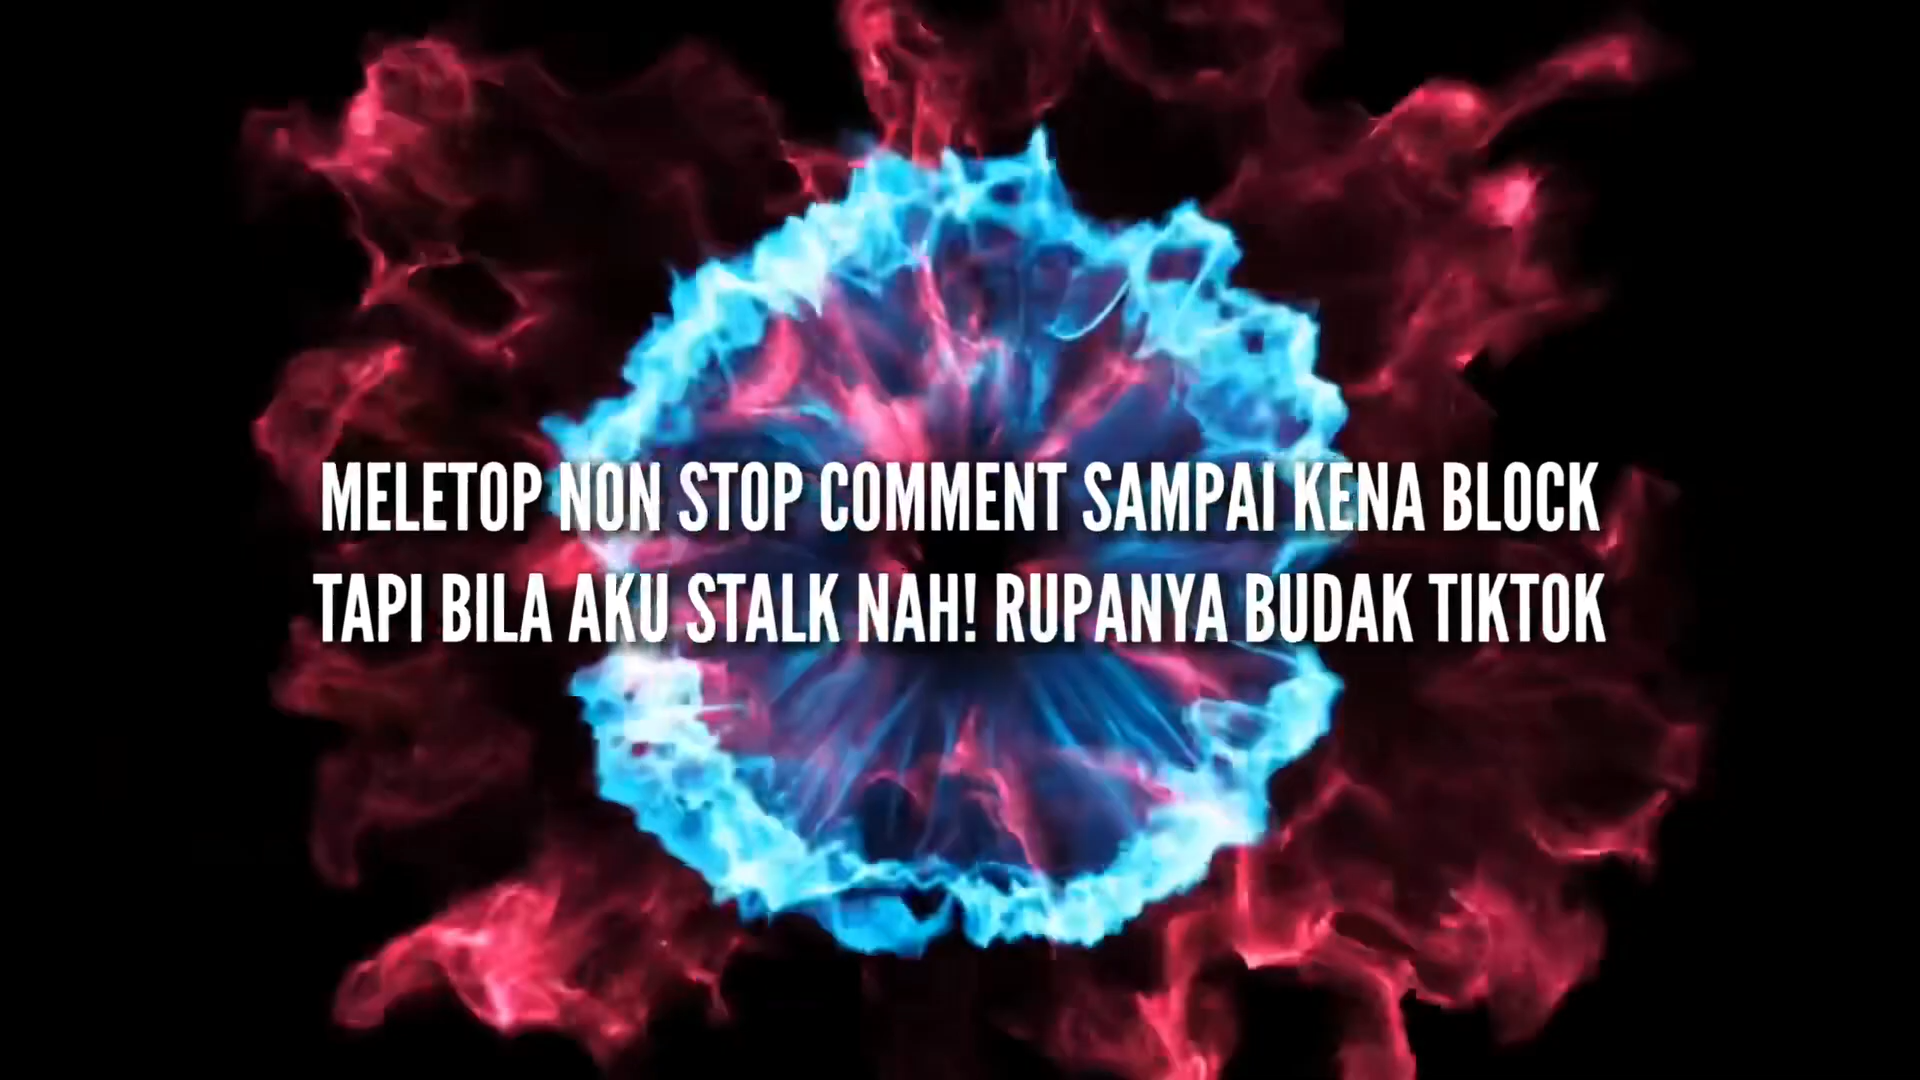 MELETOP NON STOP COMMENT SAMPAI KENA BLOCK
TAPI BILA AKU STALK NAH! RUPANYA BUDAK TIKTOK